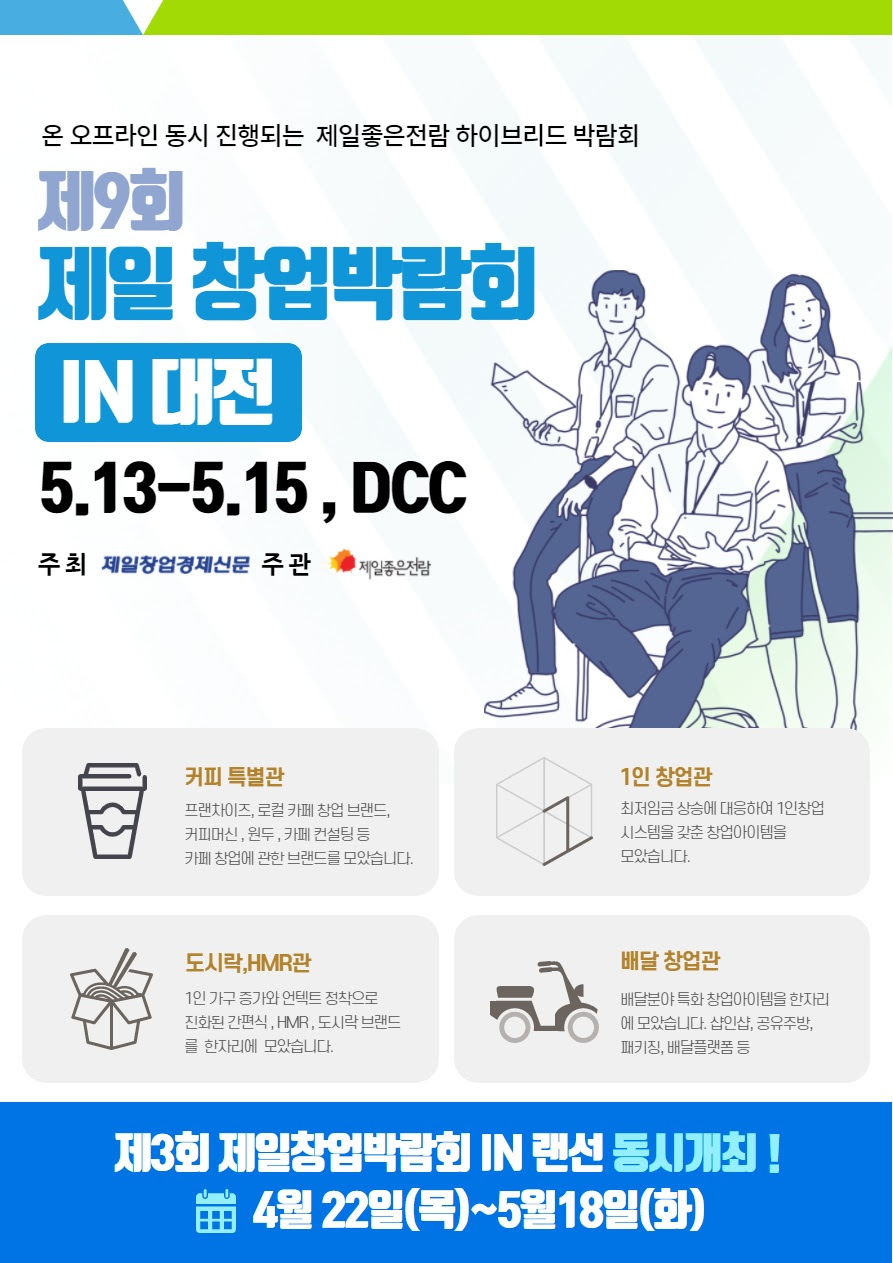 온 오프라인 동시 진행되는 제일좋은전람 하이브리드 박람회
제9회
제일 창업박람회
IN 대전
5.13-5.15 , DCC
주최 제일창업경제신문 주관 제일좋은전람
커피 특별관
프랜차이즈, 로컬 카페 창업 브랜드,
커피머신 , 원두 , 카페 컨설팅 등
카페 창업에 관한 브랜드를 모았습니다.
1인 창업관
최저임금 상승에 대응하여 1인창업
시스템을 갖춘 창업아이템을
모았습니다.
도시락,HMR관
1인 가구 증가와 언텍트 정착으로
진화된 간편식 , HMR , 도시락 브랜드
를 한자리에 모았습니다.
배달 창업관
배달분야 특화 창업아이템을 한자리
에 모았습니다. 샵인샵, 공유주방,
패키징, 배달플랫폼 등
제3회 제일창업박람회 IN 랜선 동시개최 !
4월 22일(목)~5월18일(화)